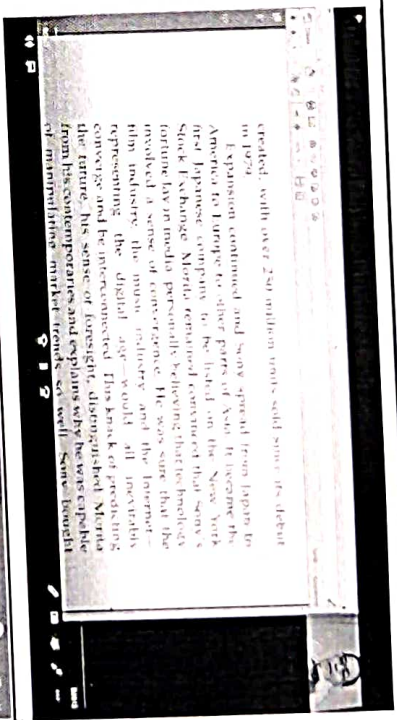 created, with over 250 million units sold since its debut
in 1979.
Expansion continued and Sony spread from Japan to
America to Europe to other parts of Asia. It became the
first Japanese company to be listed on the New York
Stock Exchange. Morita remained convinced that Sony's
fortune lay in media personally believing that technology
involved a sense of convergence. He was sure that the
film industry, the music industry and the Internet—
representing the digital age—would all inevitably
converge and be interconnected. This knack of predicting
the future, his sense of foresight, distinguished Morita
from his contemporaries and explains why he was capable
of manipulating market trends so well. Sony bought